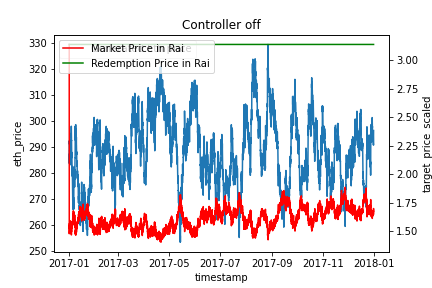 Controller off
Market Price in Rai
Redemption Price in Rai
330
320
310
300
290
280
270
260
250
eth_price
3.00
2.75
2.50
2.25
2.00
1.75
1.50
target_price_scaled
2017-01 2017-03 2017-05 2017-07 2017-09 2017-11 2018-01
timestamp